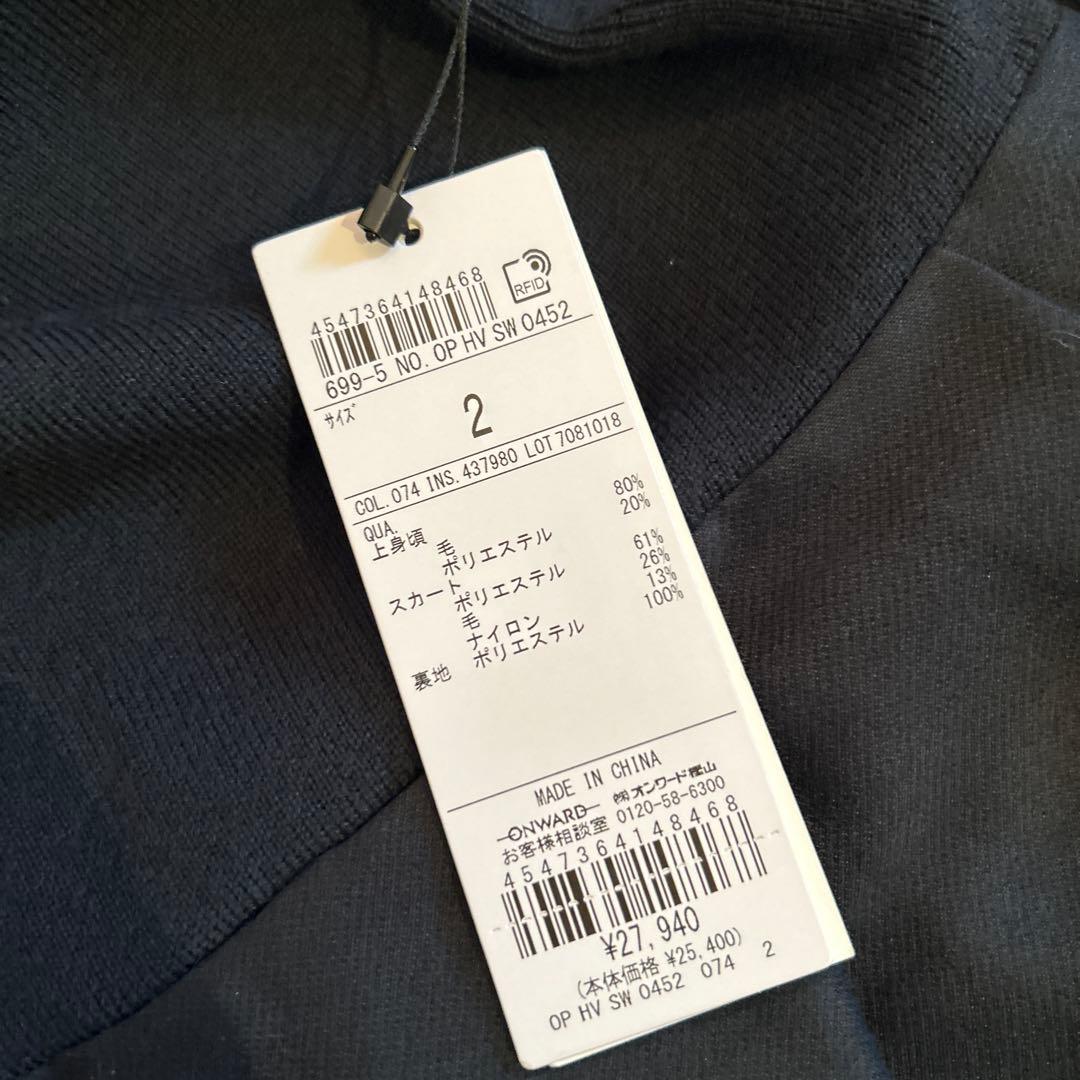 4547364148468
RFID
699-5 NO. OP HV SW 0452
サイズ
2
COL. 074 INS. 437980 LOT 7081018
QUA.
上身頃 毛 80%
ポリエステル 20%
スカート ポリエステル 61%
毛 26%
ナイロン 13%
裏地 ポリエステル 100%
MADE IN CHINA
ONWARD ㈱オンワード樫山
お客様相談室 0120-58-6300
4547364148468
¥27,940
(本体価格 ¥25,400)
OP HV SW 0452 074 2